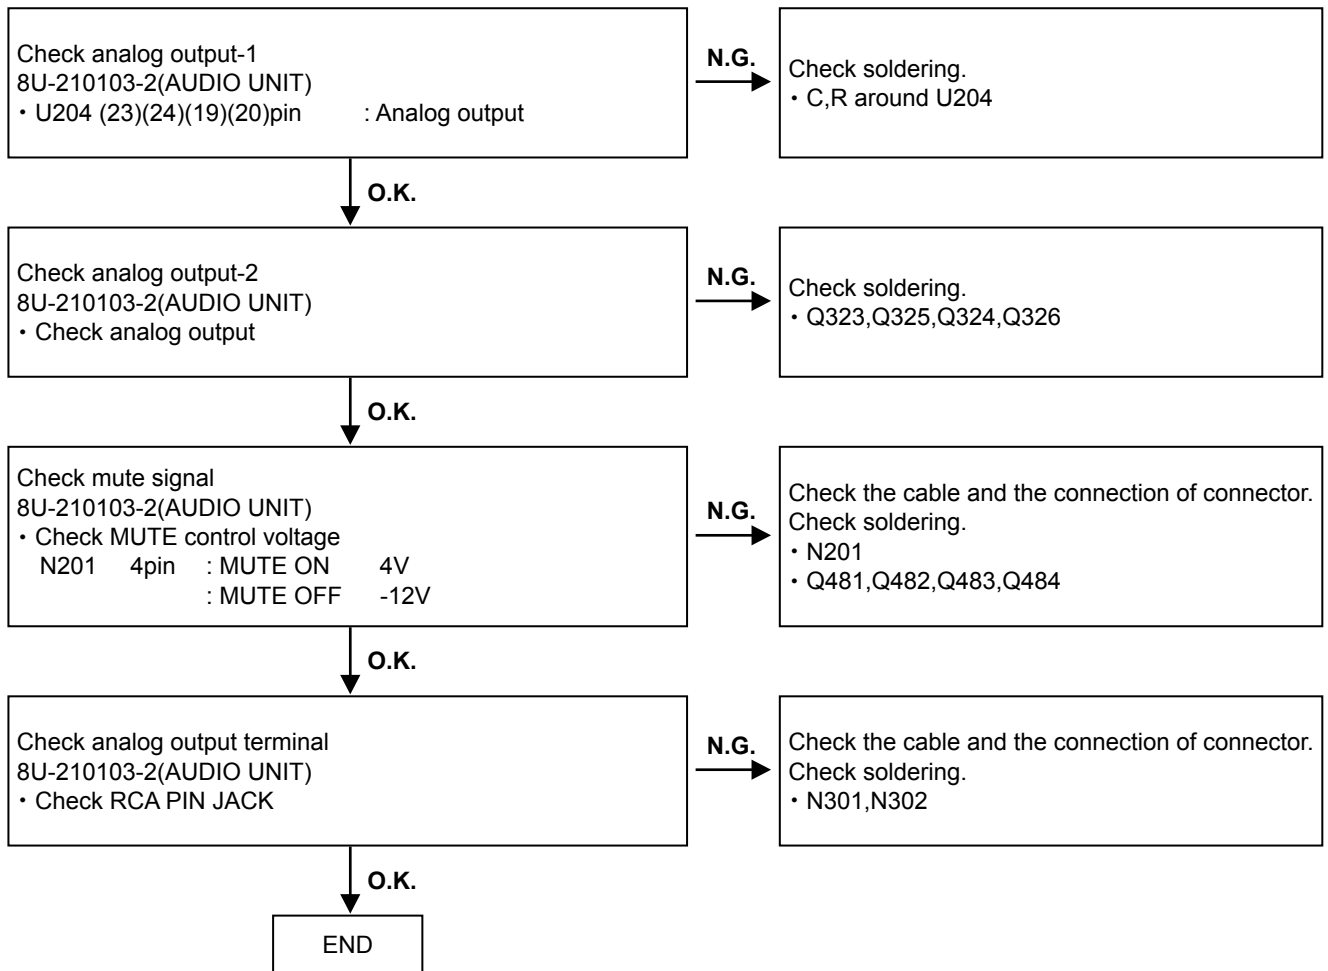 Check analog output-1
8U-210103-2(AUDIO UNIT)
・U204 (23)(24)(19)(20)pin : Analog output
N.G.
Check soldering.
・C,R around U204
O.K.
Check analog output-2
8U-210103-2(AUDIO UNIT)
・Check analog output
N.G.
Check soldering.
・Q323,Q325,Q324,Q326
O.K.
Check mute signal
8U-210103-2(AUDIO UNIT)
・Check MUTE control voltage
N201 4pin : MUTE ON 4V
: MUTE OFF -12V
N.G.
Check the cable and the connection of connector.
Check soldering.
・N201
・Q481,Q482,Q483,Q484
O.K.
Check analog output terminal
8U-210103-2(AUDIO UNIT)
・Check RCA PIN JACK
N.G.
Check the cable and the connection of connector.
Check soldering.
・N301,N302
O.K.
END